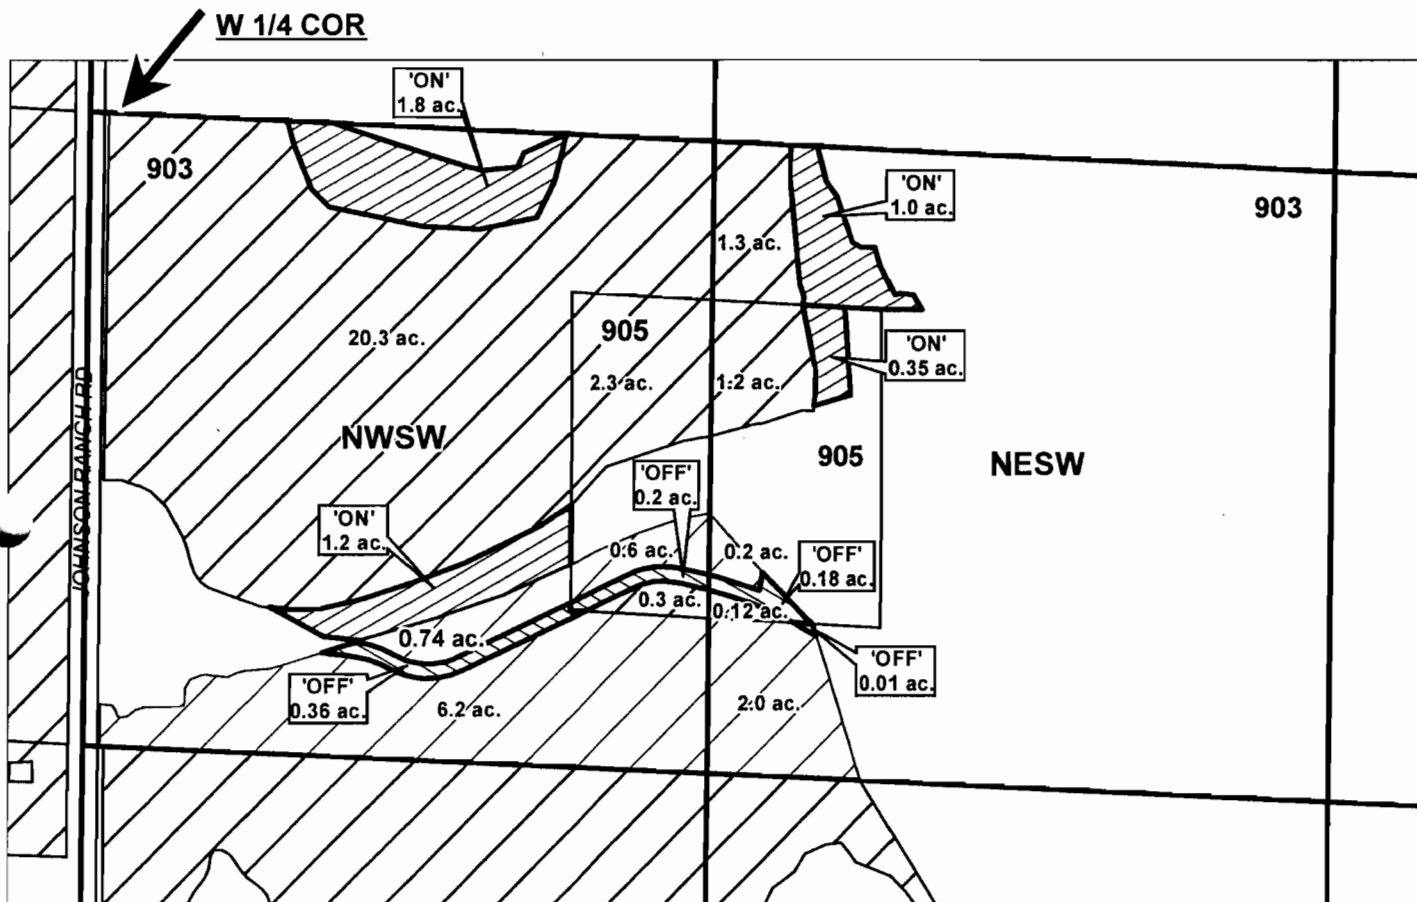 W 1/4 COR
'ON'
1.8 ac.
903
'ON'
1.0 ac.
903
1.3 ac.
20.3 ac.
905
'ON'
0.35 ac.
2.3 ac.
1.2 ac.
JOHNSON RANCH RD
NWSW
905
NESW
'OFF'
0.2 ac.
'ON'
1.2 ac.
0.6 ac.
0.2 ac.
'OFF'
0.18 ac.
0.3 ac.
0.12 ac.
0.74 ac.
'OFF'
0.01 ac.
'OFF'
0.36 ac.
6.2 ac.
2.0 ac.